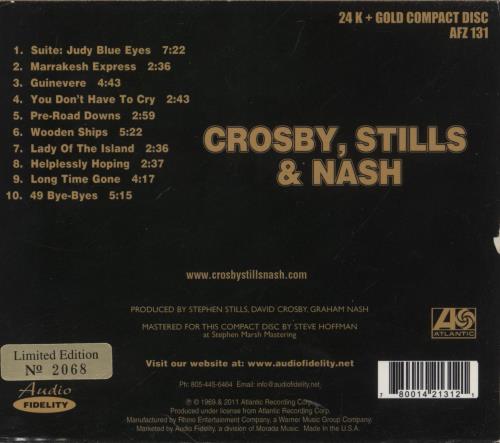 24 K + GOLD COMPACT DISC
AFZ 131
1. Suite: Judy Blue Eyes 7:22
2. Marrakesh Express 2:36
3. Guinevere 4:43
4. You Don't Have To Cry 2:43
5. Pre-Road Downs 2:59
6. Wooden Ships 5:22
7. Lady Of The Island 2:36
8. Helplessly Hoping 2:37
9. Long Time Gone 4:17
10. 49 Bye-Byes 5:15
CROSBY, STILLS
& NASH
www.crosbystillsnash.com
PRODUCED BY STEPHEN STILLS, DAVID CROSBY, GRAHAM NASH
MASTERED FOR THIS COMPACT DISC BY STEVE HOFFMAN
at Stephen Marsh Mastering
ATLANTIC
Limited Edition
Nº 2068
Audio
FIDELITY
Visit our website at: www.audiofidelity.net
Ph: 805-445-6464 Email: info@audiofidelity.net
℗ © 1969 & 2011 Atlantic Recording Corp.
Produced under license from Atlantic Recording Corp.
Manufactured by Rhino Entertainment Company, a Warner Music Group Company.
Marketed by Audio Fidelity, a division of Morada Music. Made in U.S.A.
7 80014 21312 1